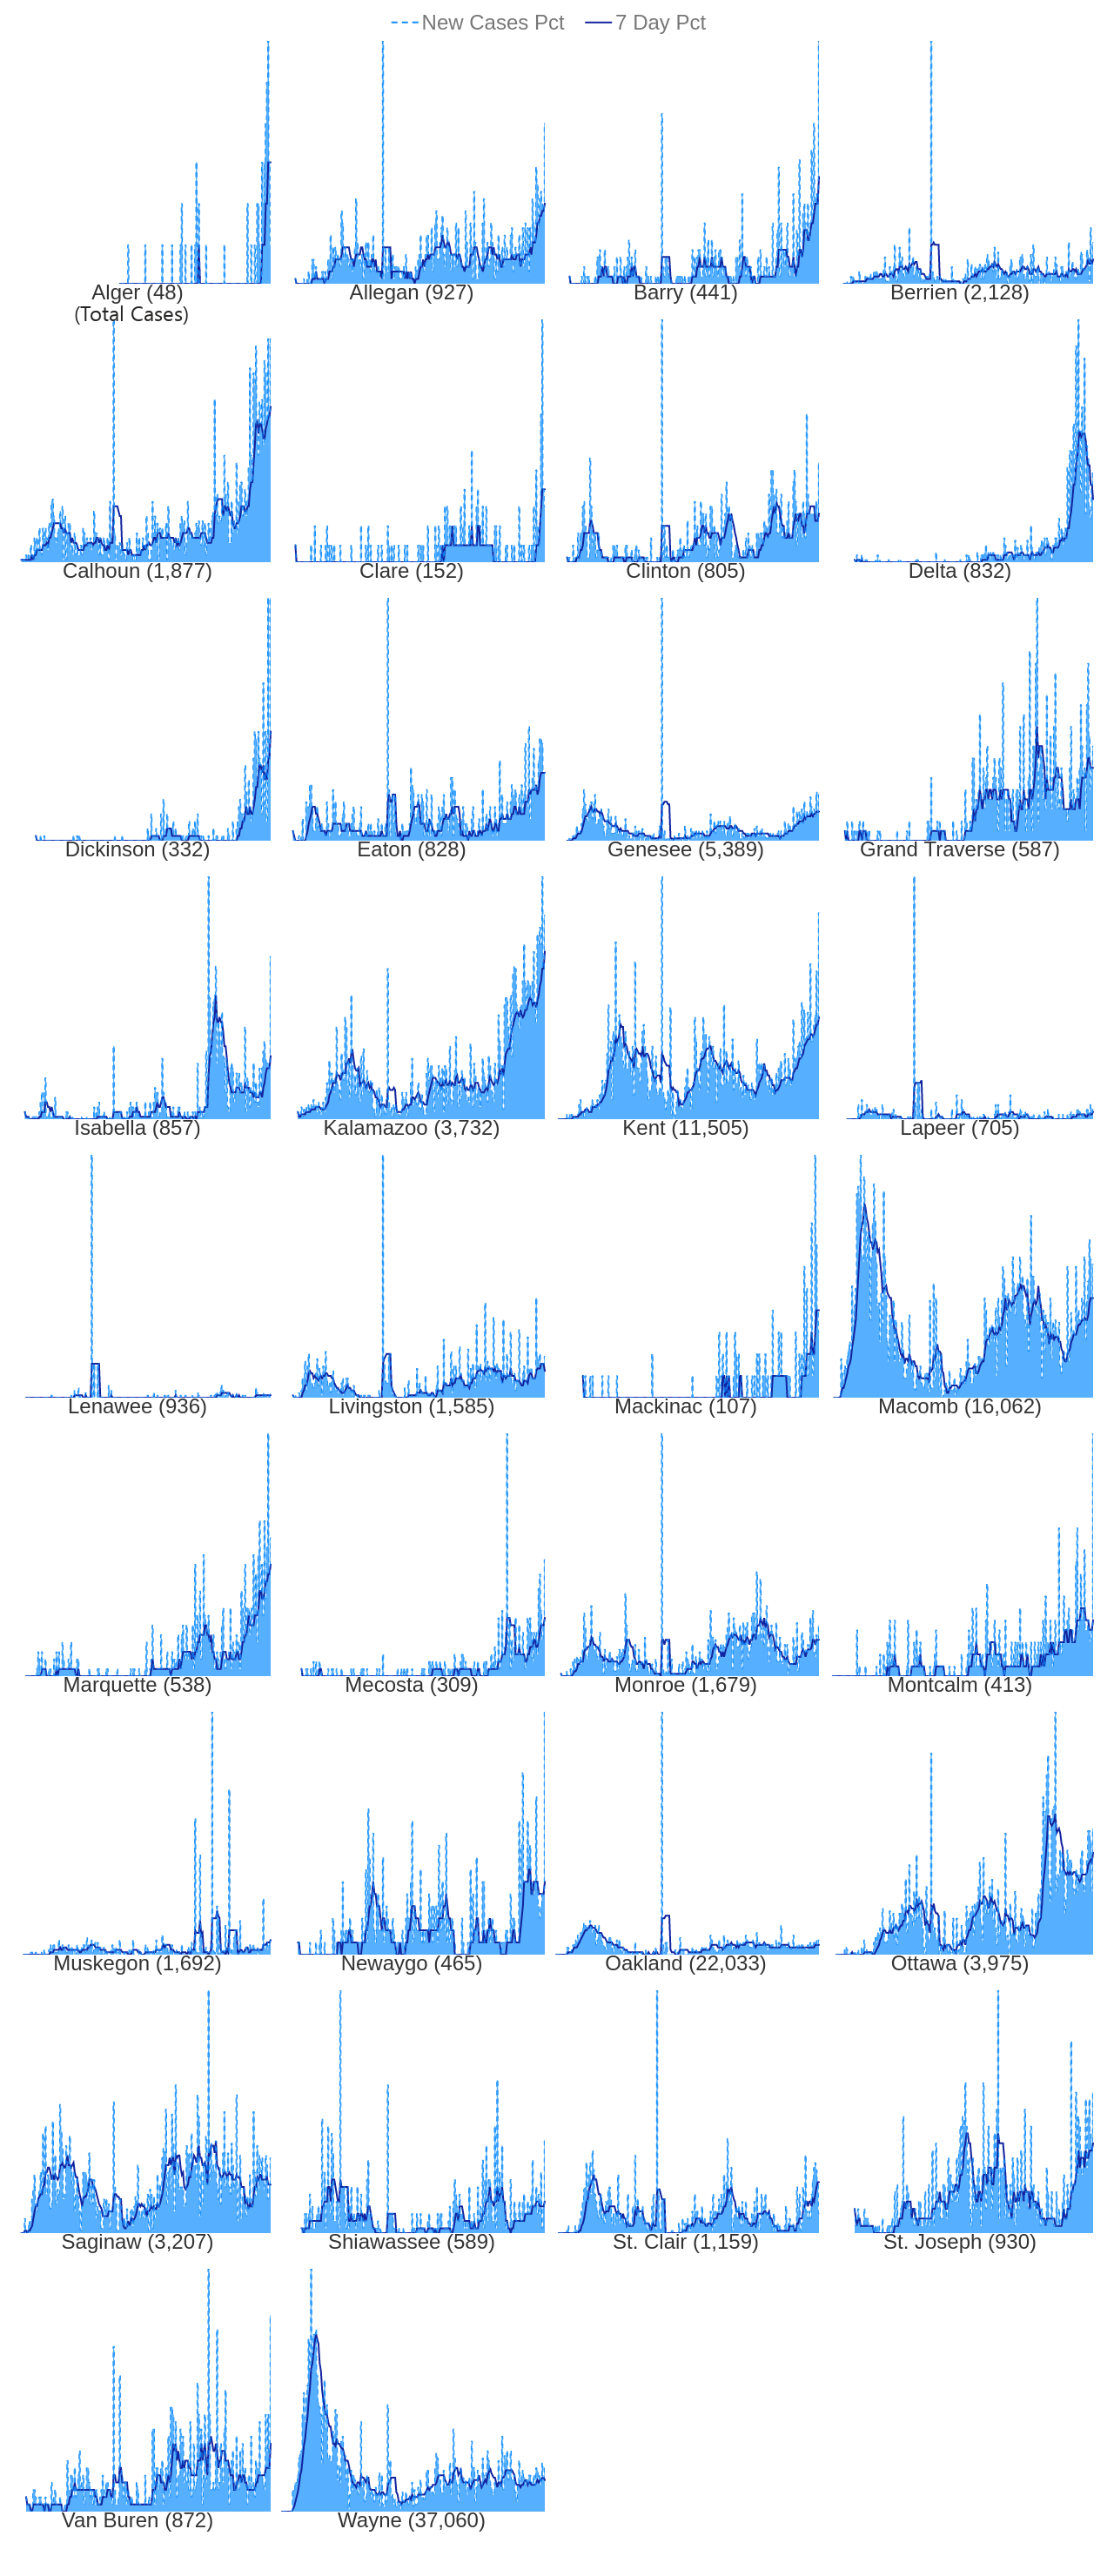 New Cases Pct 7 Day Pct
Alger (48) Allegan (927) Barry (441) Berrien (2,128)
(Total Cases)
Calhoun (1,877) Clare (152) Clinton (805) Delta (832)
Dickinson (332) Eaton (828) Genesee (5,389) Grand Traverse (587)
Isabella (857) Kalamazoo (3,732) Kent (11,505) Lapeer (705)
Lenawee (936) Livingston (1,585) Mackinac (107) Macomb (16,062)
Marquette (538) Mecosta (309) Monroe (1,679) Montcalm (413)
Muskegon (1,692) Newaygo (465) Oakland (22,033) Ottawa (3,975)
Saginaw (3,207) Shiawassee (589) St. Clair (1,159) St. Joseph (930)
Van Buren (872) Wayne (37,060)